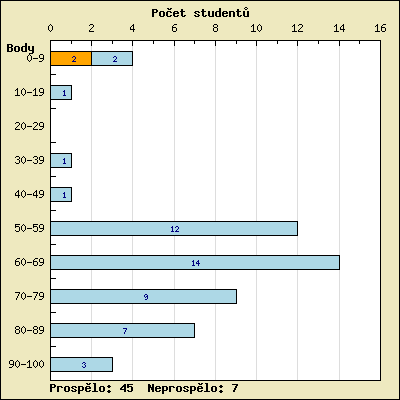 Počet studentů
0 2 4 6 8 10 12 14 16
Body
0-9 2 2
10-19 1
20-29
30-39 1
40-49 1
50-59 12
60-69 14
70-79 9
80-89 7
90-100 3
Prospělo: 45 Neprospělo: 7